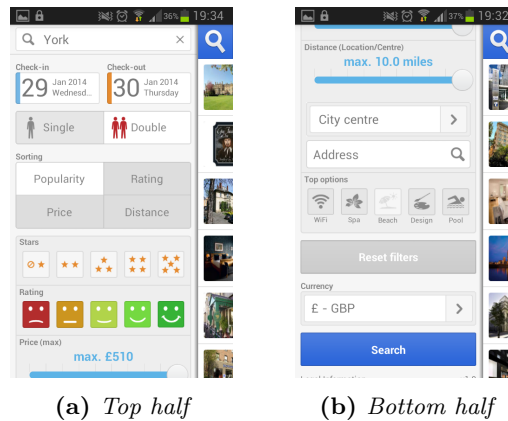 36% 19:34
York ×
Check-in Check-out
29 Jan 2014 Wednesd... 30 Jan 2014 Thursday
Single Double
Sorting
Popularity Rating
Price Distance
Stars
Rating
Price (max)
max. £510
(a) Top half
37% 19:32
Distance (Location/Centre)
max. 10.0 miles
City centre
Address
Top options
WiFi Spa Beach Design Pool
Reset filters
Currency
£ - GBP
Search
(b) Bottom half